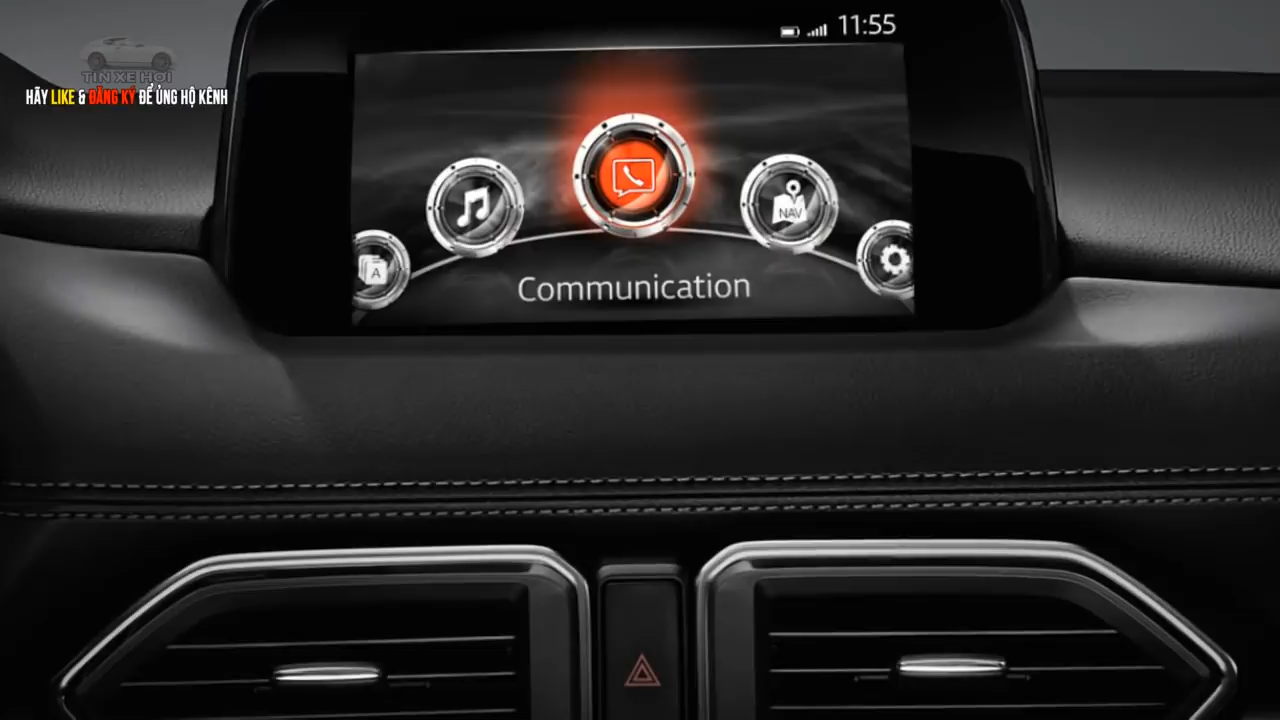 11:55
TIN XE HƠI
HÃY LIKE & ĐĂNG KÝ ĐỂ ỦNG HỘ KÊNH
NAV
A
Communication